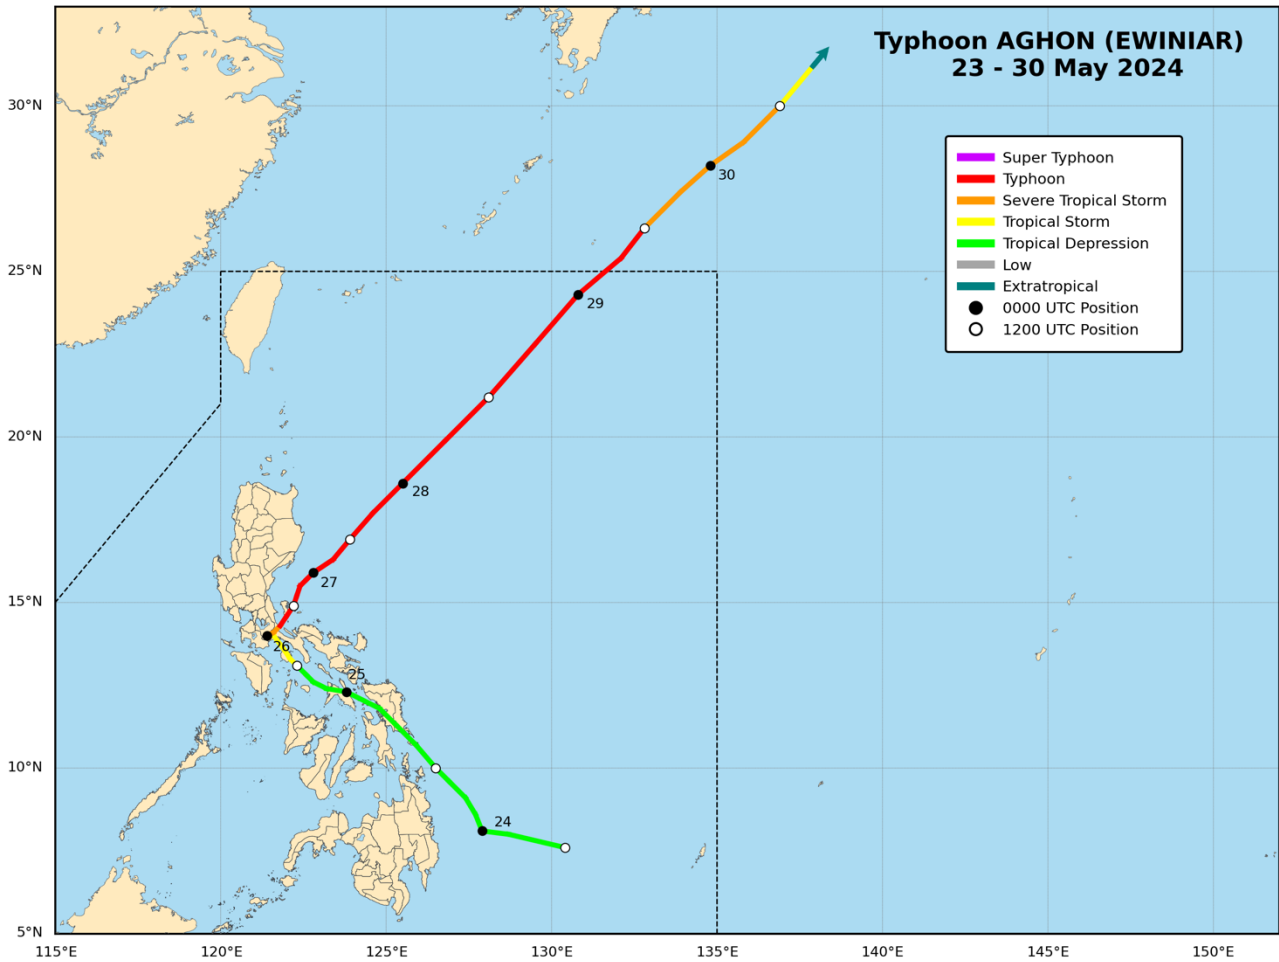 Typhoon AGHON (EWINIAR)
23 - 30 May 2024
Super Typhoon
Typhoon
Severe Tropical Storm
Tropical Storm
Tropical Depression
Low
Extratropical
0000 UTC Position
1200 UTC Position
30
29
28
27
26
25
24
30°N
25°N
20°N
15°N
10°N
5°N
115°E
120°E
125°E
130°E
135°E
140°E
145°E
150°E